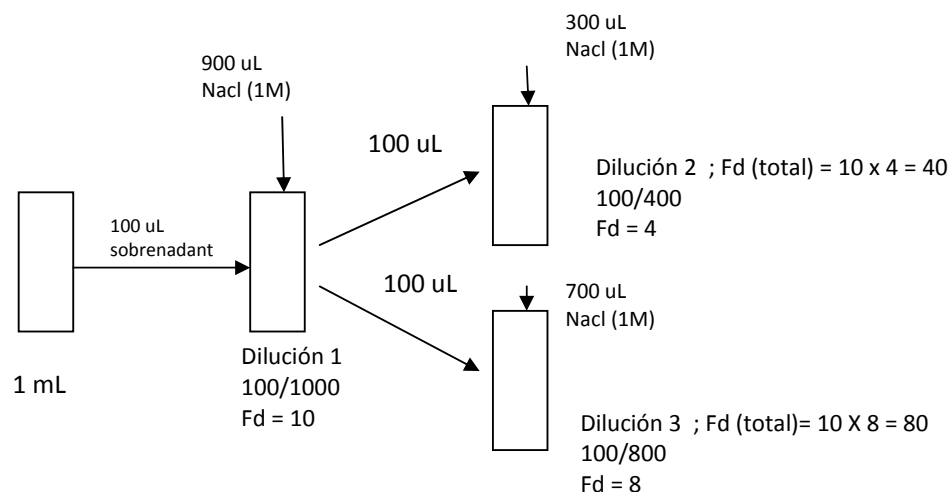 300 uL
Nacl (1M)
900 uL
Nacl (1M)
100 uL
Dilución 2 ; Fd (total) = 10 x 4 = 40
100/400
Fd = 4
100 uL
sobrenadant
100 uL
700 uL
Nacl (1M)
1 mL
Dilución 1
100/1000
Fd = 10
Dilución 3 ; Fd (total)= 10 X 8 = 80
100/800
Fd = 8